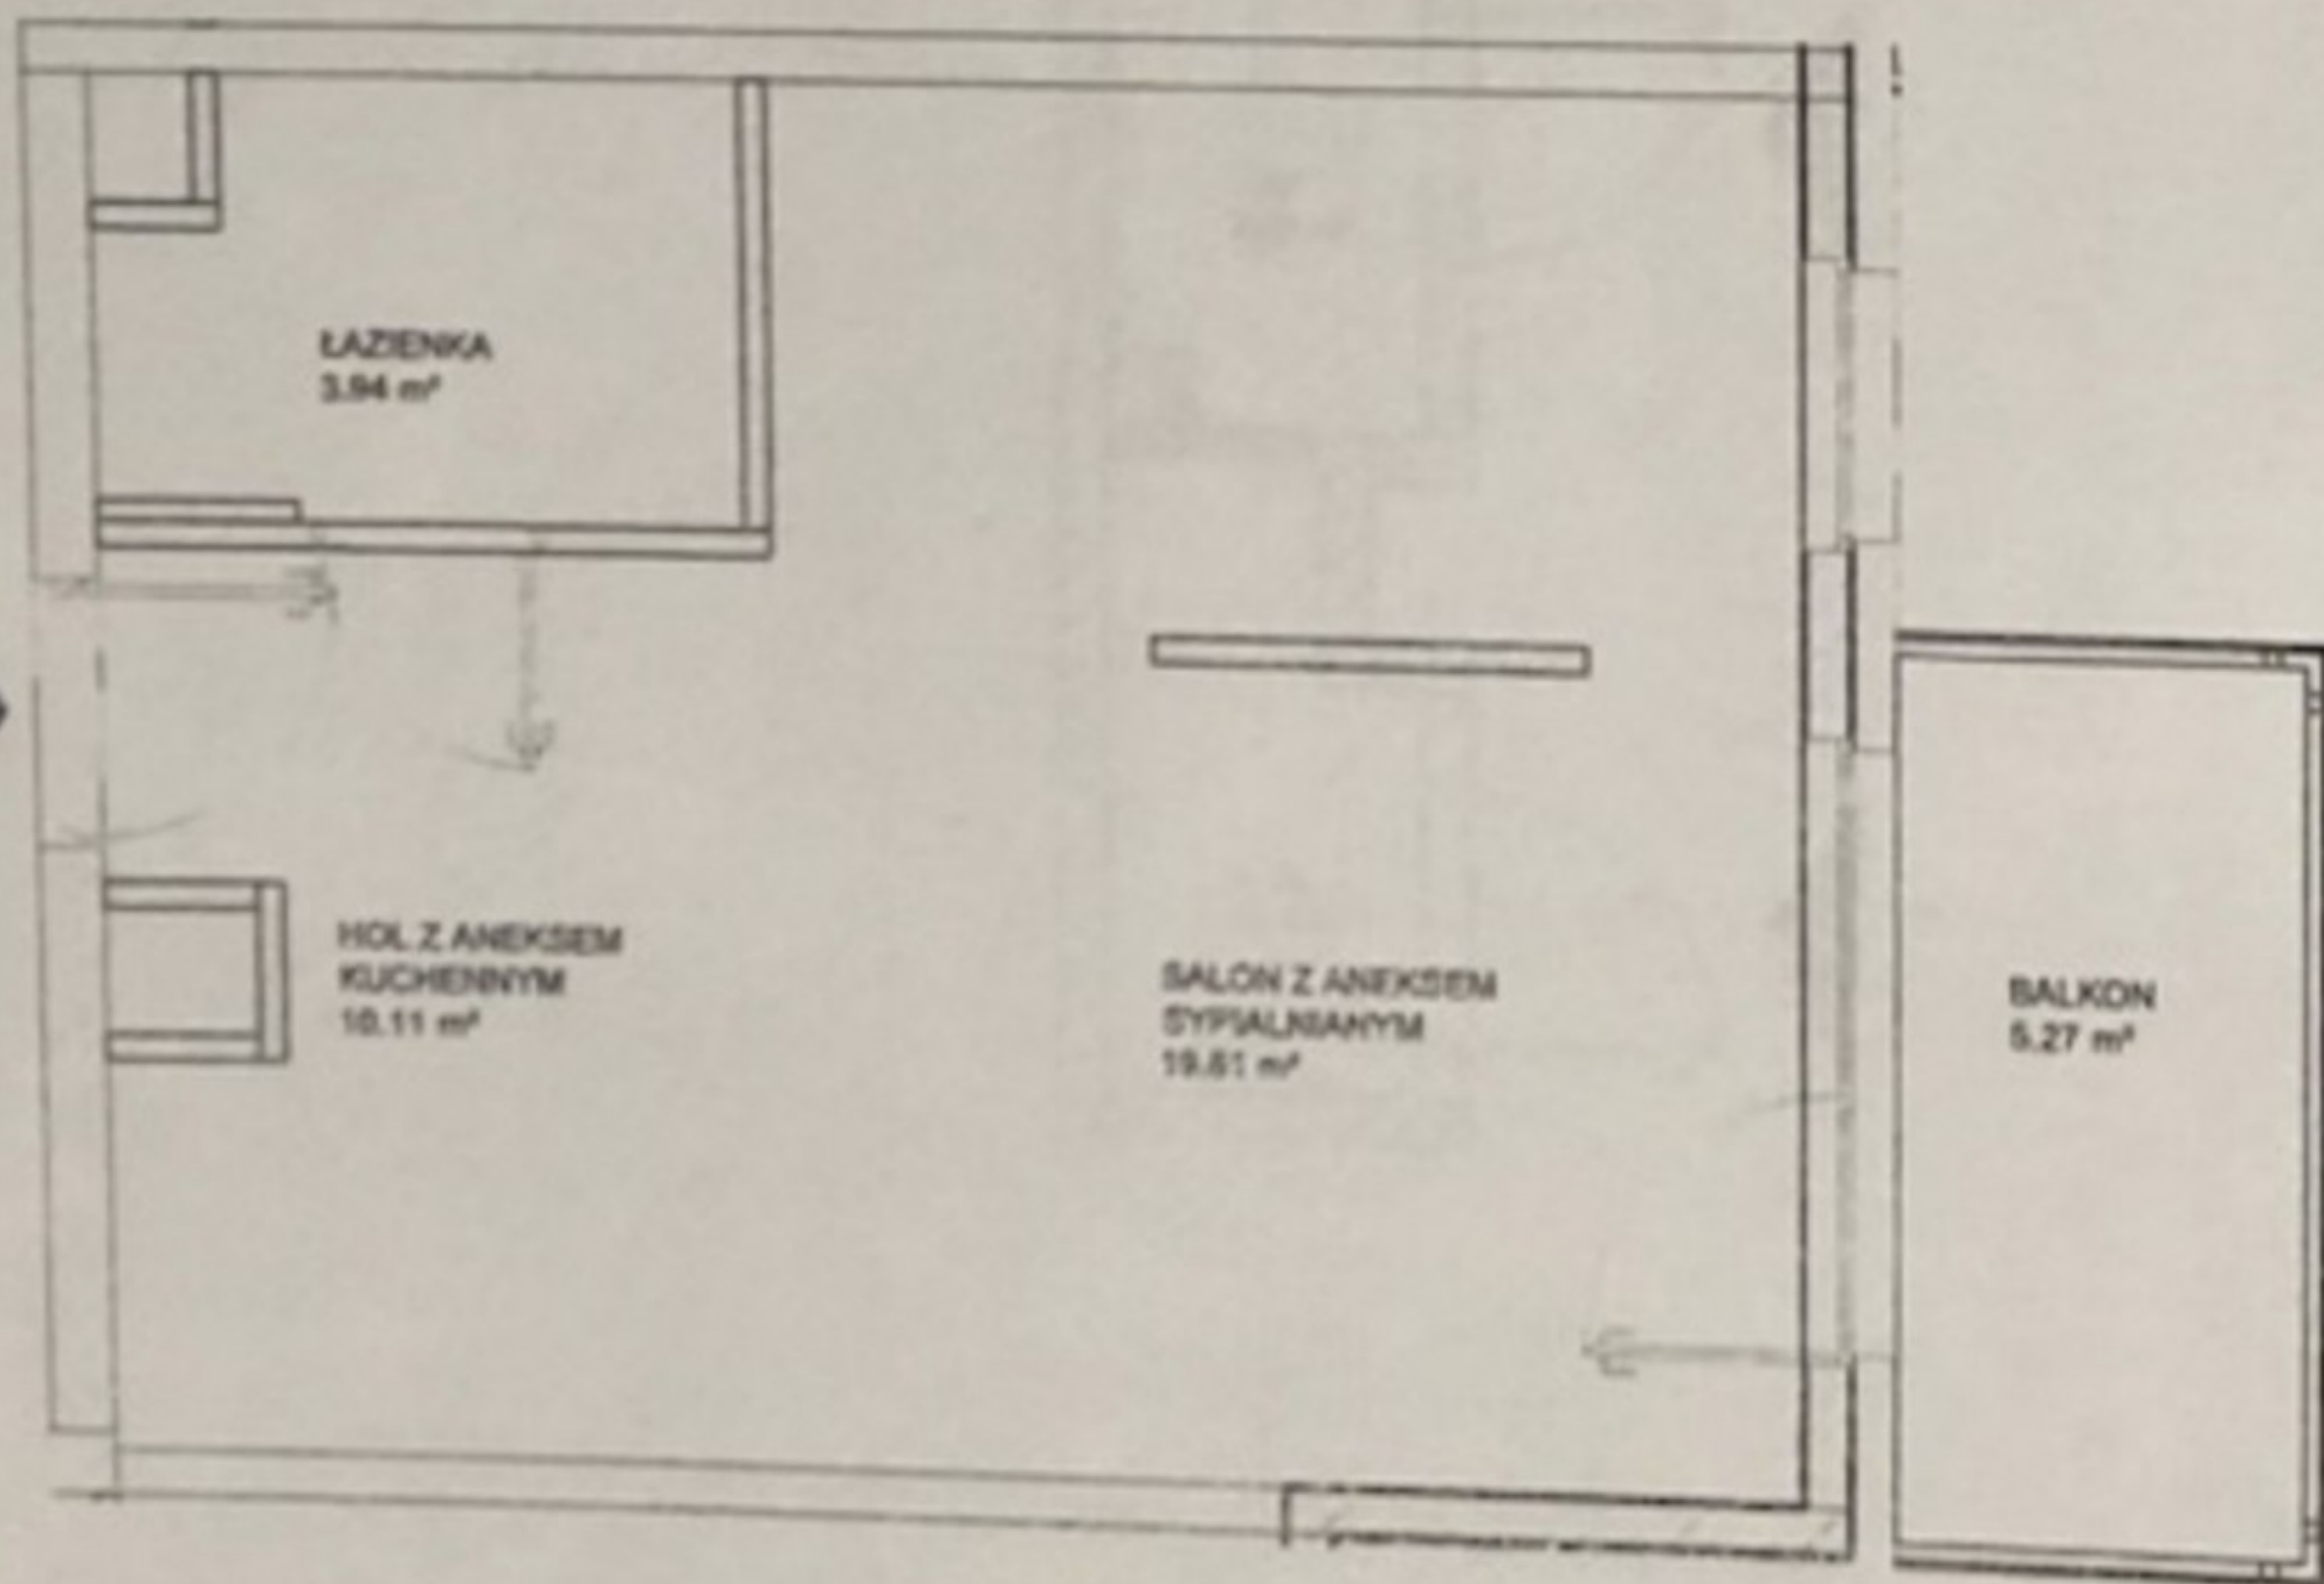 ŁAZIENKA
3.94 m²
HOL Z ANEKSEM
KUCHENNYM
10.11 m²
SALON Z ANEKSEM
SYPIALNIANYM
19.61 m²
BALKON
5.27 m²